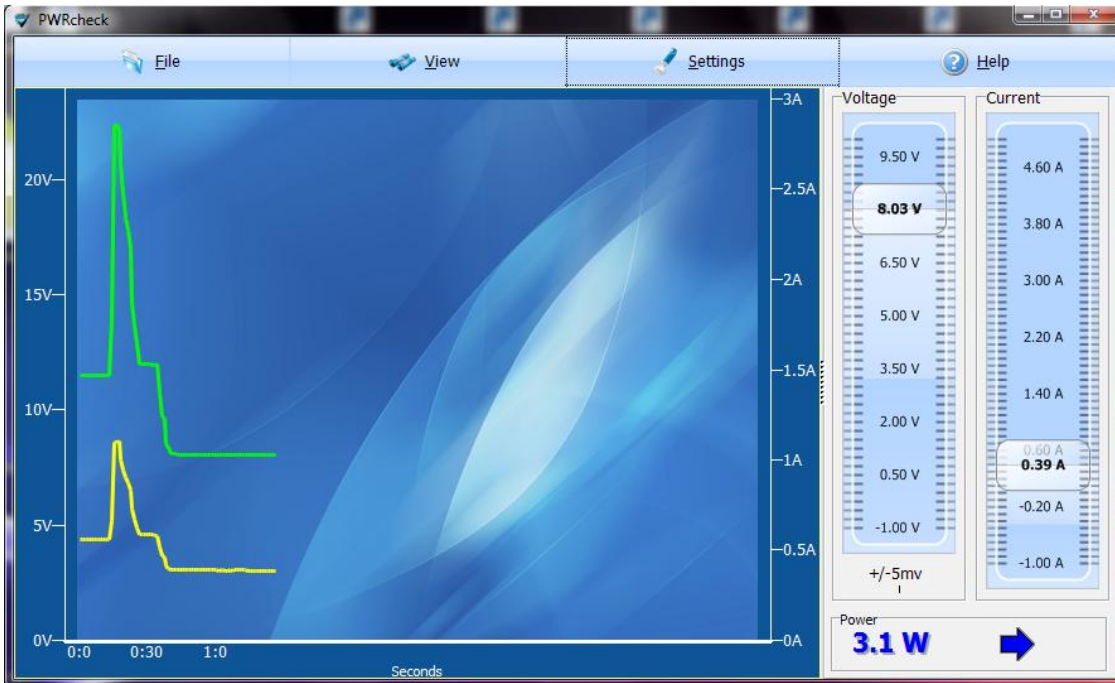 PWRcheck
File View Settings Help
Voltage Current
3A
20V
2.5A
15V
2A
10V
1.5A
5V
1A
0V
0.5A
0A
0:0 0:30 1:0
Seconds
9.50 V
8.03 V
6.50 V
5.00 V
3.50 V
2.00 V
0.50 V
-1.00 V
+/-5mv
4.60 A
3.80 A
3.00 A
2.20 A
1.40 A
0.60 A
0.39 A
-0.20 A
-1.00 A
Power
3.1 W